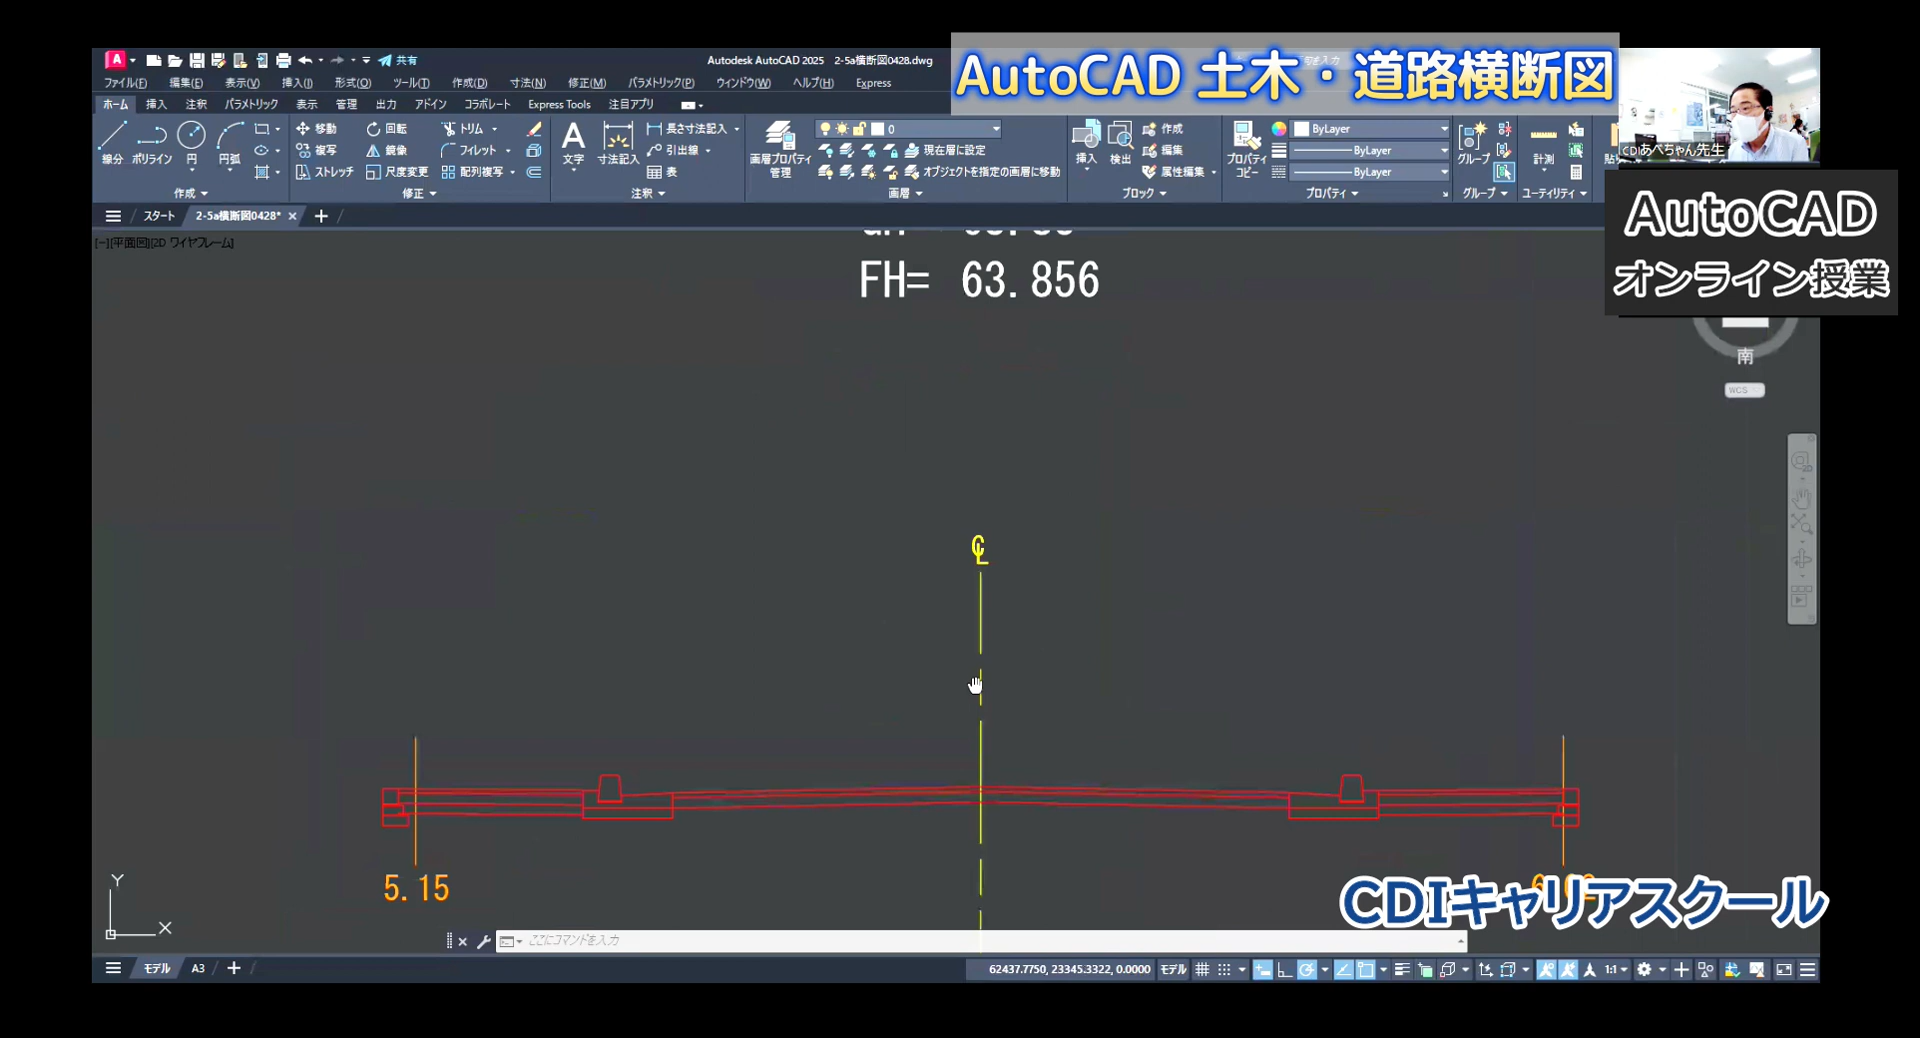 共有
Autodesk AutoCAD 2025 2-5a横断図0428.dwg
AutoCAD 土木・道路横断図
ファイル(F) 編集(E) 表示(V) 挿入(I) 形式(O) ツール(T) 作成(D) 寸法(N) 修正(M) パラメトリック(P) ウィンドウ(W) ヘルプ(H) Express
ホーム 挿入 注釈 パラメトリック 表示 管理 出力 アドイン コラボレート Express Tools 注目アプリ
線分 ポリライン 円 円弧
作成
移動 回転 トリム
複写 鏡像 フィレット
ストレッチ 尺度変更 配列複写
修正
文字 寸法記入
長さ寸法記入
引出線
表
注釈
画層プロパティ管理
0
現在層に設定
オブジェクトを指定の画層に移動
画層
挿入 検出
作成
編集
属性編集
ブロック
プロパティコピー
ByLayer
ByLayer
ByLayer
プロパティ
グループ
グループ
計測
ユーティリティ
CDIあべちゃん先生
AutoCAD
オンライン授業
スタート 2-5a横断図0428*
[−][平面図][2D ワイヤフレーム]
FH= 63.856
南
WCS
CL
5.15
CDIキャリアスクール
Y
X
ここにコマンドを入力
モデル A3
62437.7750, 23345.3322, 0.0000 モデル
1:1